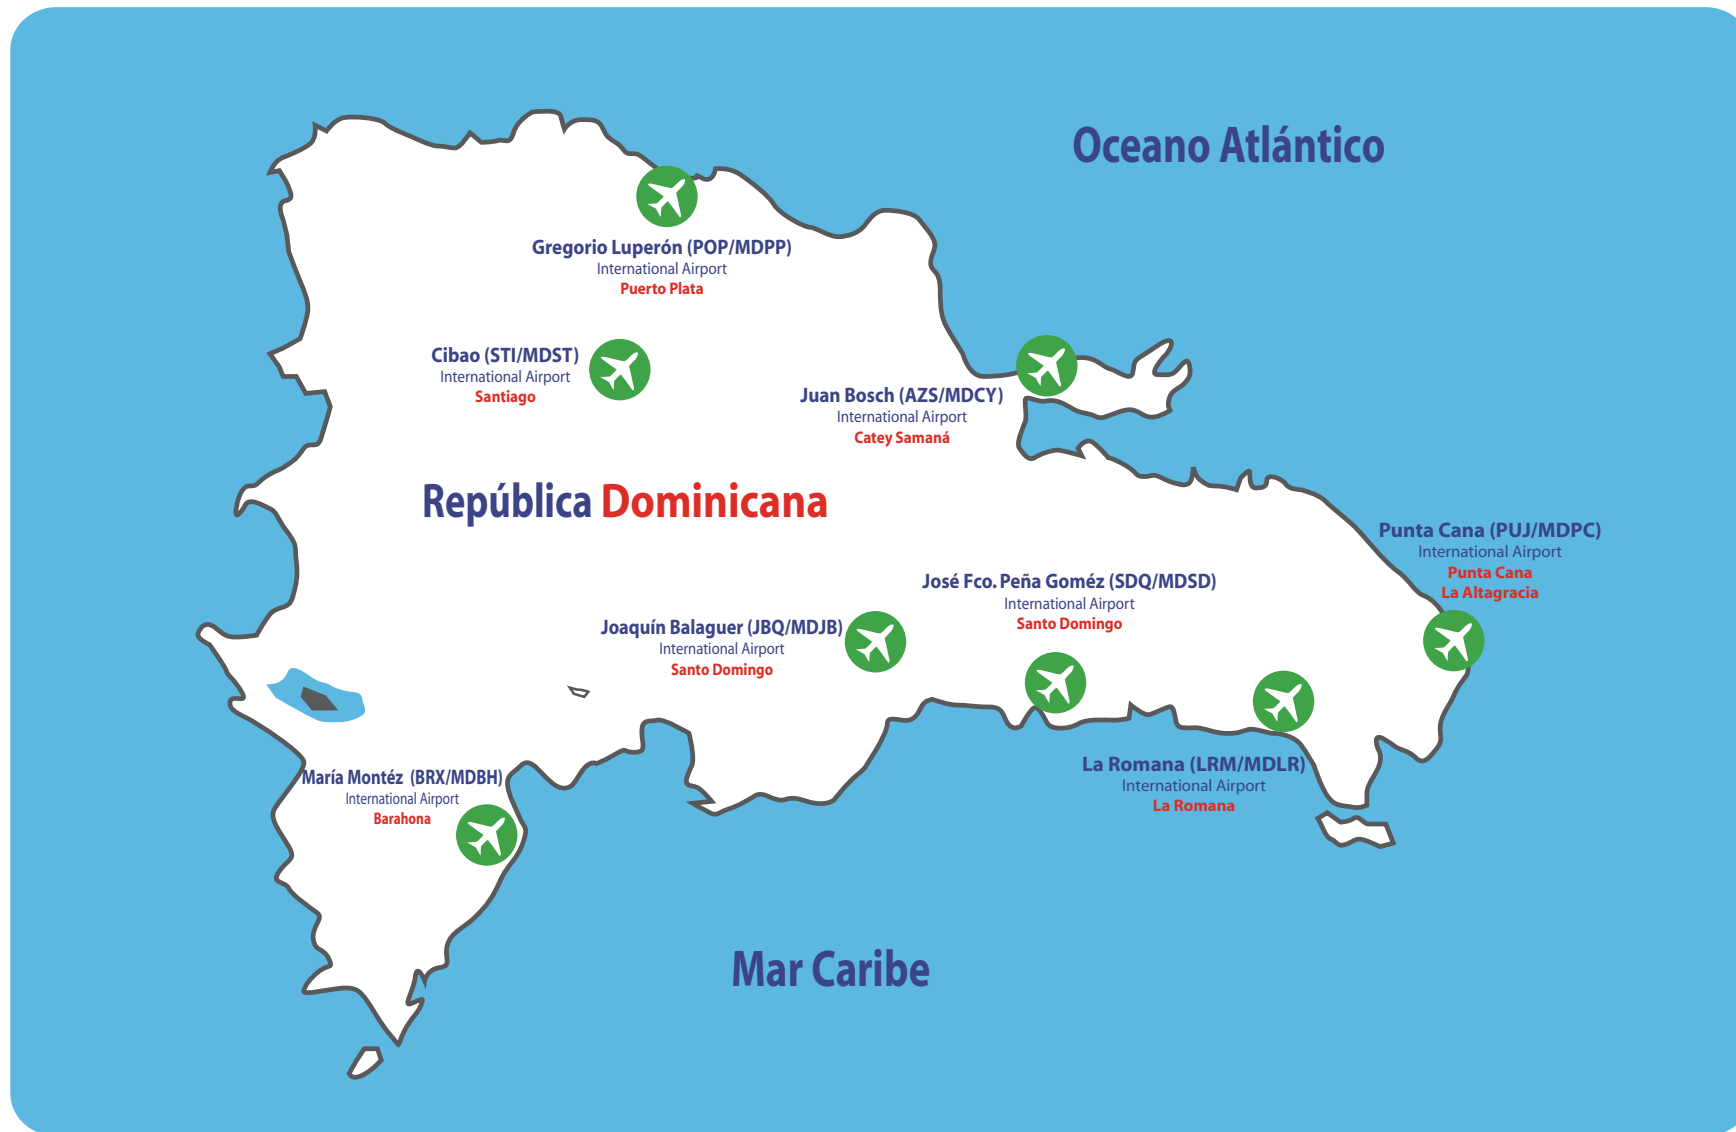 Oceano Atlántico
Gregorio Luperón (POP/MDPP)
International Airport
Puerto Plata
Cibao (STI/MDST)
International Airport
Santiago
Juan Bosch (AZS/MDCY)
International Airport
Catey Samaná
República Dominicana
Punta Cana (PUJ/MDPC)
International Airport
Punta Cana
La Altagracia
José Fco. Peña Goméz (SDQ/MDSD)
International Airport
Santo Domingo
Joaquín Balaguer (JBQ/MDJB)
International Airport
Santo Domingo
La Romana (LRM/MDLR)
International Airport
La Romana
María Montéz (BRX/MDBH)
International Airport
Barahona
Mar Caribe